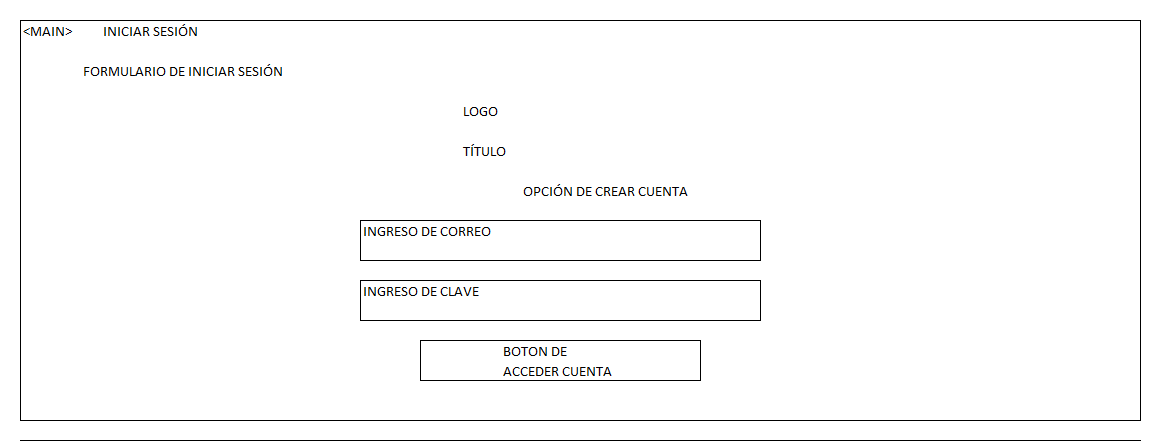 <MAIN> INICIAR SESIÓN
FORMULARIO DE INICIAR SESIÓN
LOGO
TÍTULO
OPCIÓN DE CREAR CUENTA
INGRESO DE CORREO
INGRESO DE CLAVE
BOTON DE
ACCEDER CUENTA